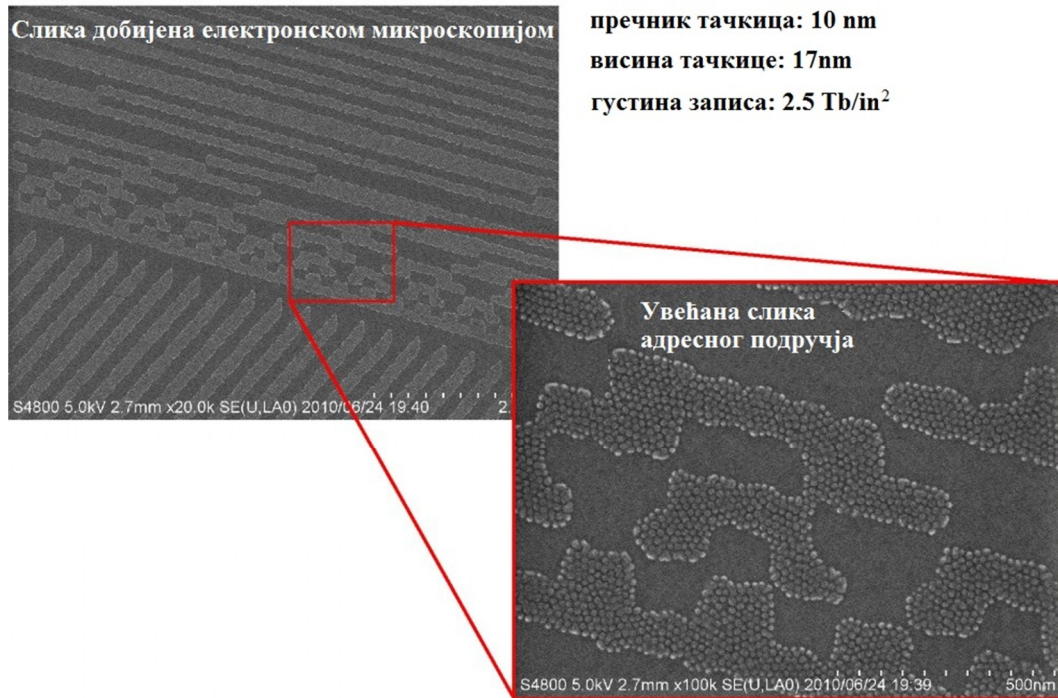 Слика добијена електронском микроскопијом
пречник тачкица: 10 nm
висина тачкице: 17nm
густина записа: 2.5 Tb/in²
S4800 5.0kV 2.7mm x20.0k SE(U,LA0) 2010/06/24 19:40 2.
Увећана слика
адресног подручја
S4800 5.0kV 2.7mm x100k SE(U,LA0) 2010/06/24 19:39 500nm